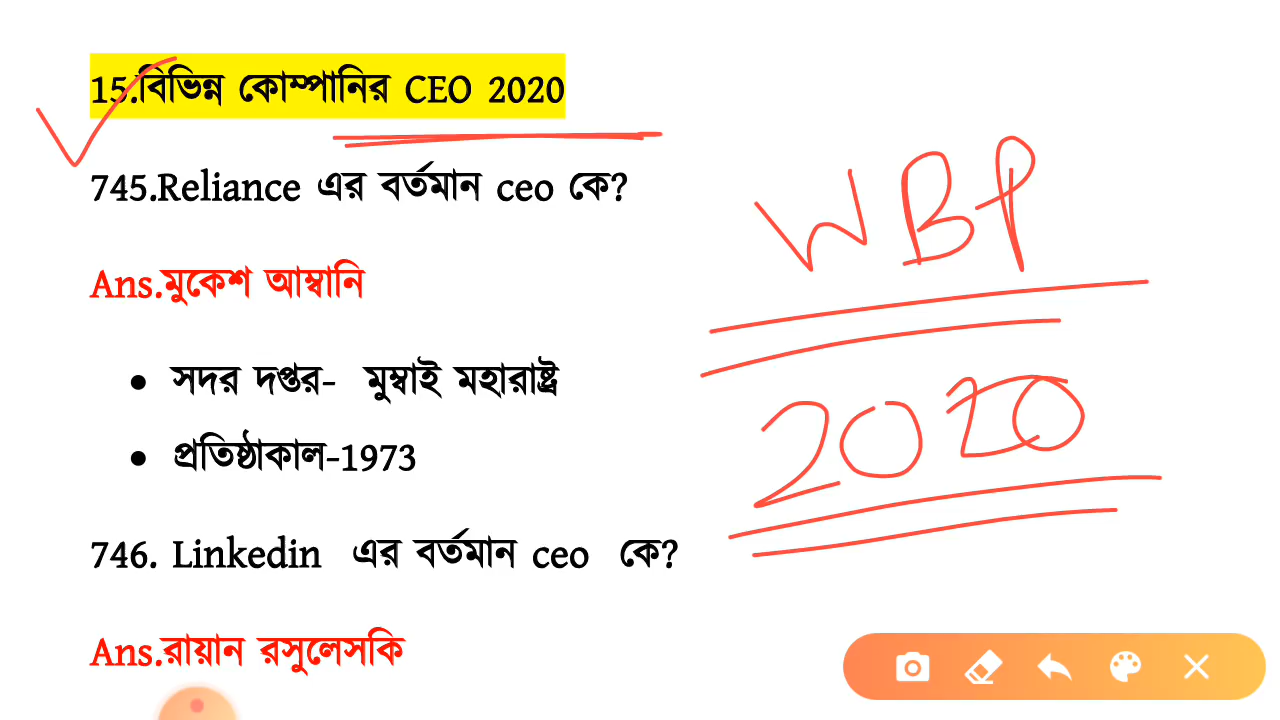 15.বিভিন্ন কোম্পানির CEO 2020
745.Reliance এর বর্তমান ceo কে?
Ans.মুকেশ আম্বানি
• সদর দপ্তর- মুম্বাই মহারাষ্ট্র
• প্রতিষ্ঠাকাল-1973
746. Linkedin এর বর্তমান ceo কে?
Ans.রায়ান রসুলেসকি
WBP
2020